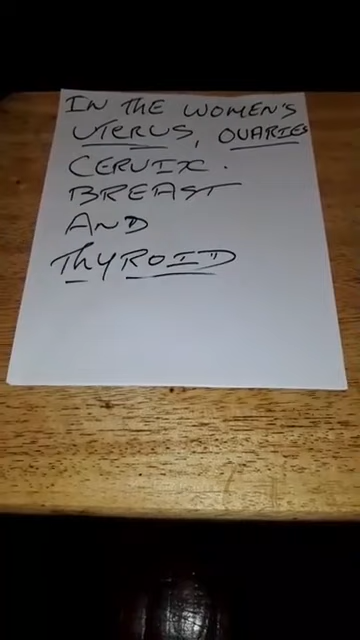 IN THE WOMEN'S
UTERUS, OVARIES
CERVIX.
BREAST
AND
THYROID